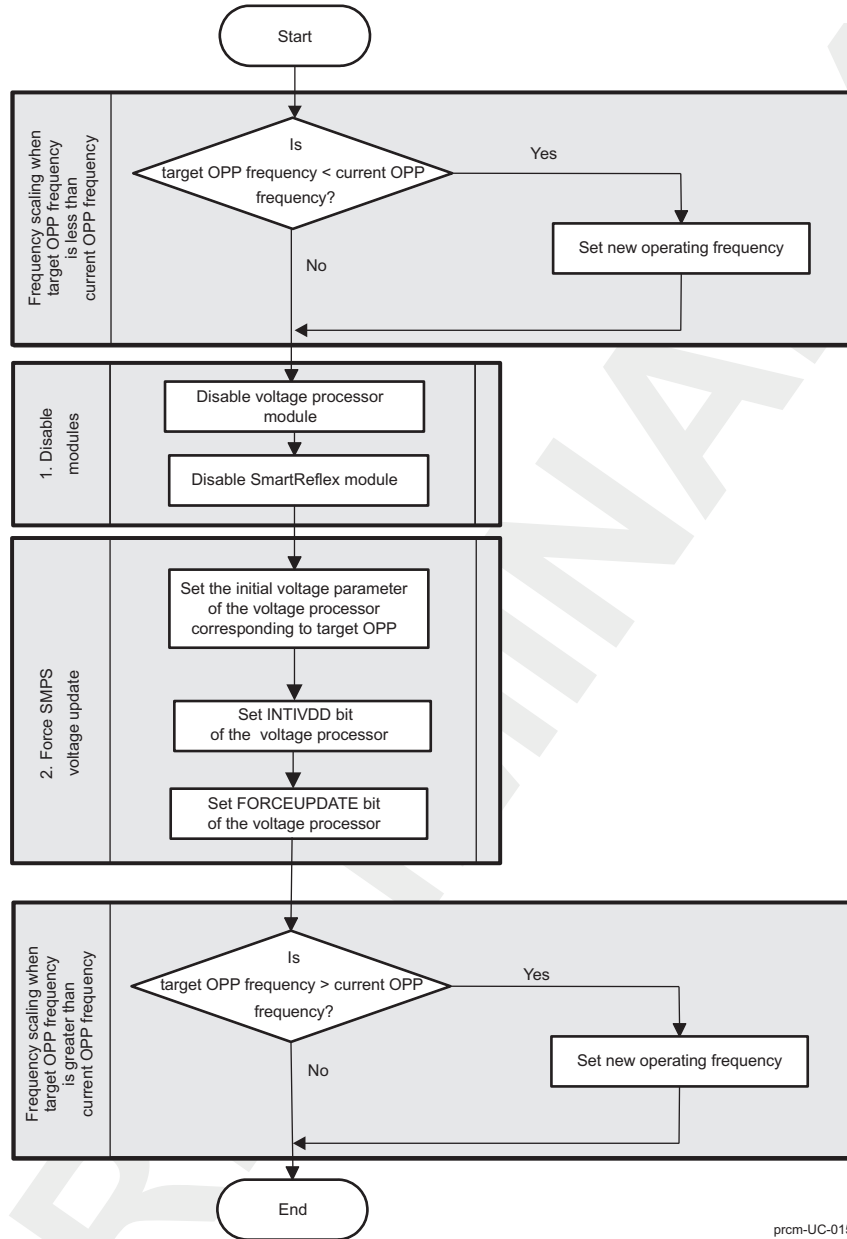 Start
Frequency scaling when
target OPP frequency
is less than
current OPP frequency
Is
target OPP frequency < current OPP
frequency?
Yes
Set new operating frequency
No
1. Disable
modules
Disable voltage processor
module
Disable SmartReflex module
2. Force SMPS
voltage update
Set the initial voltage parameter
of the voltage processor
corresponding to target OPP
Set INTIVDD bit
of the voltage processor
Set FORCEUPDATE bit
of the voltage processor
Frequency scaling when
target OPP frequency
is greater than
current OPP frequency
Is
target OPP frequency > current OPP
frequency?
Yes
Set new operating frequency
No
End
prcm-UC-015